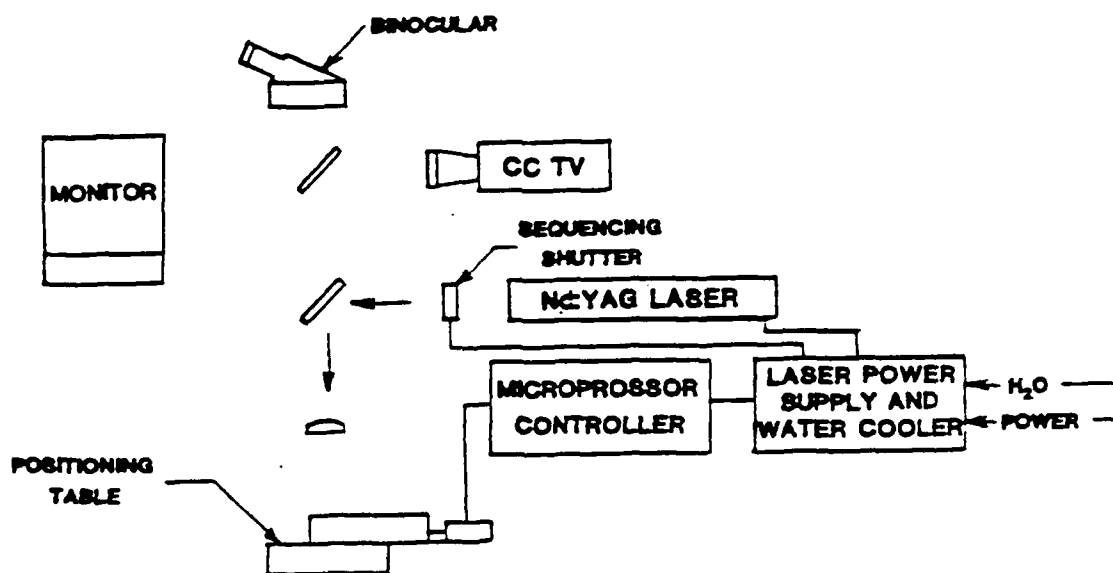 BINOCULAR
MONITOR
CC TV
SEQUENCING
SHUTTER
Nd:YAG LASER
MICROPROSSOR
CONTROLLER
LASER POWER
SUPPLY AND
WATER COOLER
H₂O
POWER
POSITIONING
TABLE